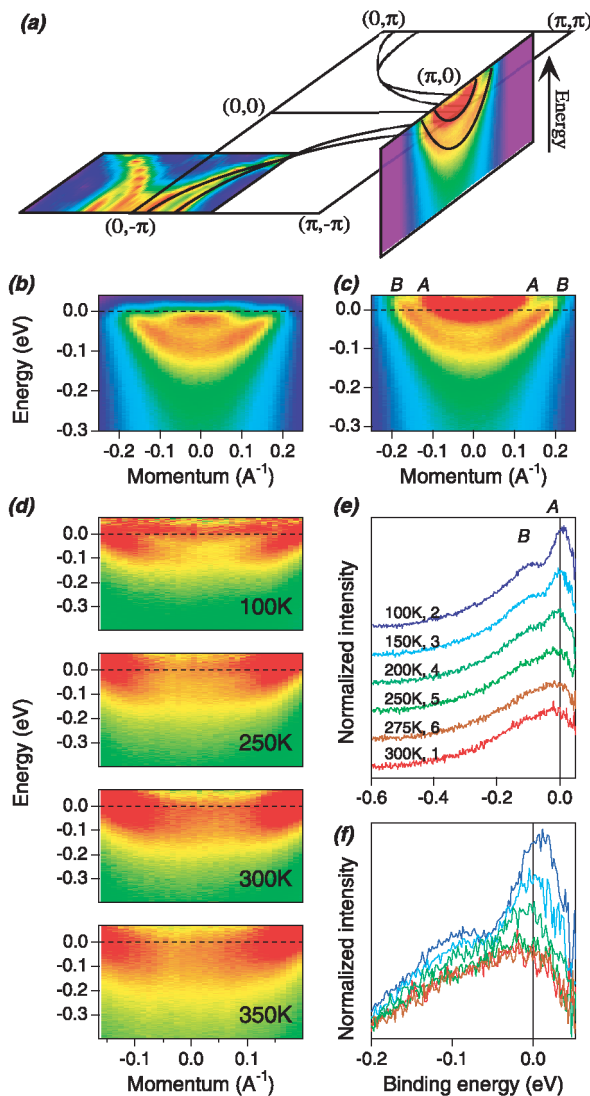 (a)
(0,π)
(π,π)
(0,0)
(π,0)
Energy
(0,-π)
(π,-π)
(b)
(c)
B A A B
Energy (eV)
0.0
-0.1
-0.2
-0.3
0.0
-0.1
-0.2
-0.3
-0.2 -0.1 0.0 0.1 0.2
-0.2 -0.1 0.0 0.1 0.2
Momentum (A⁻¹)
Momentum (A⁻¹)
(d)
Energy (eV)
0.0
-0.1
-0.2
-0.3
100K
0.0
-0.1
-0.2
-0.3
250K
0.0
-0.1
-0.2
-0.3
300K
0.0
-0.1
-0.2
-0.3
350K
-0.1 0.0 0.1
Momentum (A⁻¹)
(e)
A
B
Normalized intensity
100K, 2
150K, 3
200K, 4
250K, 5
275K, 6
300K, 1
-0.6 -0.4 -0.2 0.0
(f)
Normalized intensity
-0.2 -0.1 0.0
Binding energy (eV)